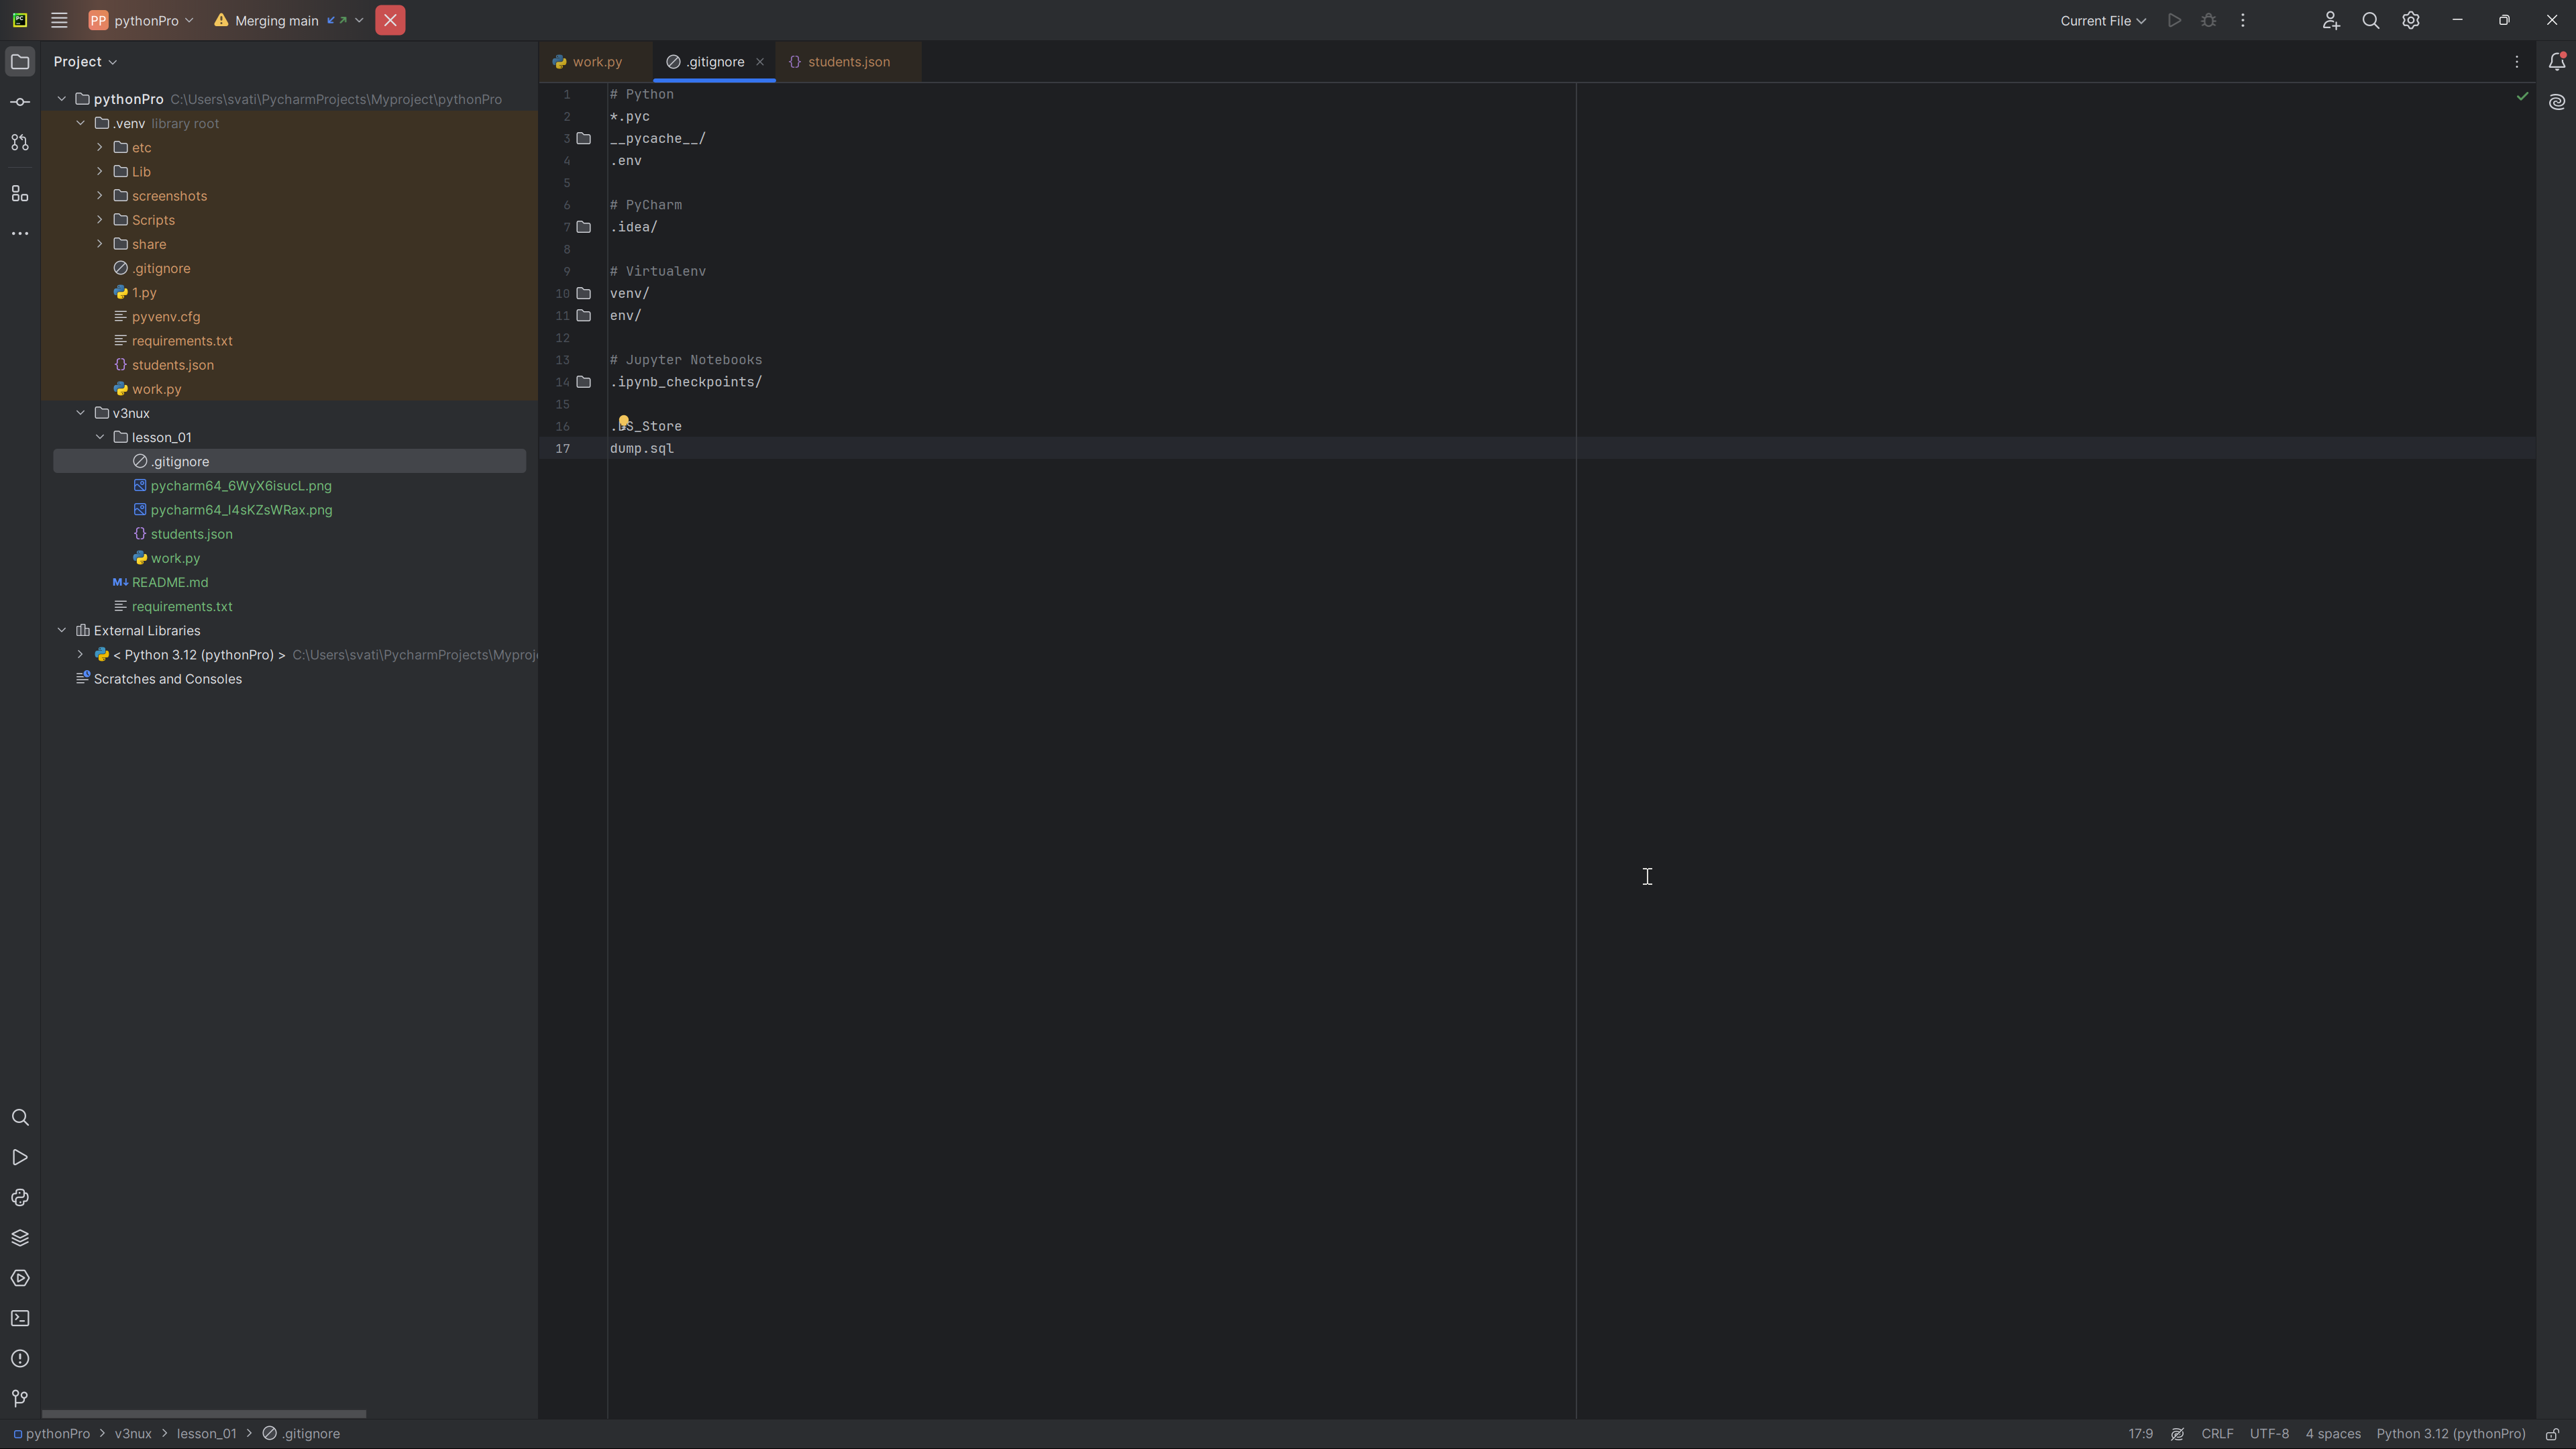 PC PP pythonPro Merging main Current File
Project
work.py .gitignore students.json
pythonPro C:\Users\svati\PycharmProjects\Myproject\pythonPro
.venv library root
etc
Lib
screenshots
Scripts
share
.gitignore
1.py
pyvenv.cfg
requirements.txt
students.json
work.py
v3nux
lesson_01
.gitignore
pycharm64_6WyX6isucL.png
pycharm64_I4sKZsWRax.png
students.json
work.py
M↓ README.md
requirements.txt
External Libraries
< Python 3.12 (pythonPro) > C:\Users\svati\PycharmProjects\Myproj
Scratches and Consoles
1 # Python
2 *.pyc
3 __pycache__/
4 .env
5
6 # PyCharm
7 .idea/
8
9 # Virtualenv
10 venv/
11 env/
12
13 # Jupyter Notebooks
14 .ipynb_checkpoints/
15
16 .DS_Store
17 dump.sql
pythonPro > v3nux > lesson_01 > .gitignore 17:9 CRLF UTF-8 4 spaces Python 3.12 (pythonPro)